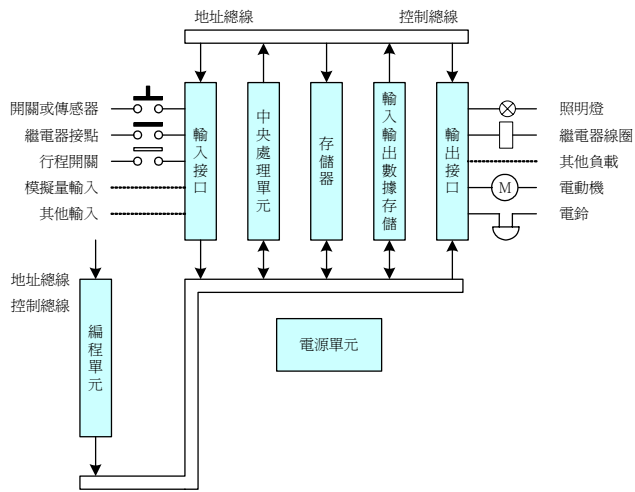 地址總線
控制總線
開關或傳感器
繼電器接點
行程開關
模擬量輸入
其他輸入
輸入接口
中央處理單元
存儲器
輸入輸出數據存儲
輸出接口
照明燈
繼電器線圈
其他負載
M
電動機
電鈴
地址總線
控制總線
編程單元
電源單元